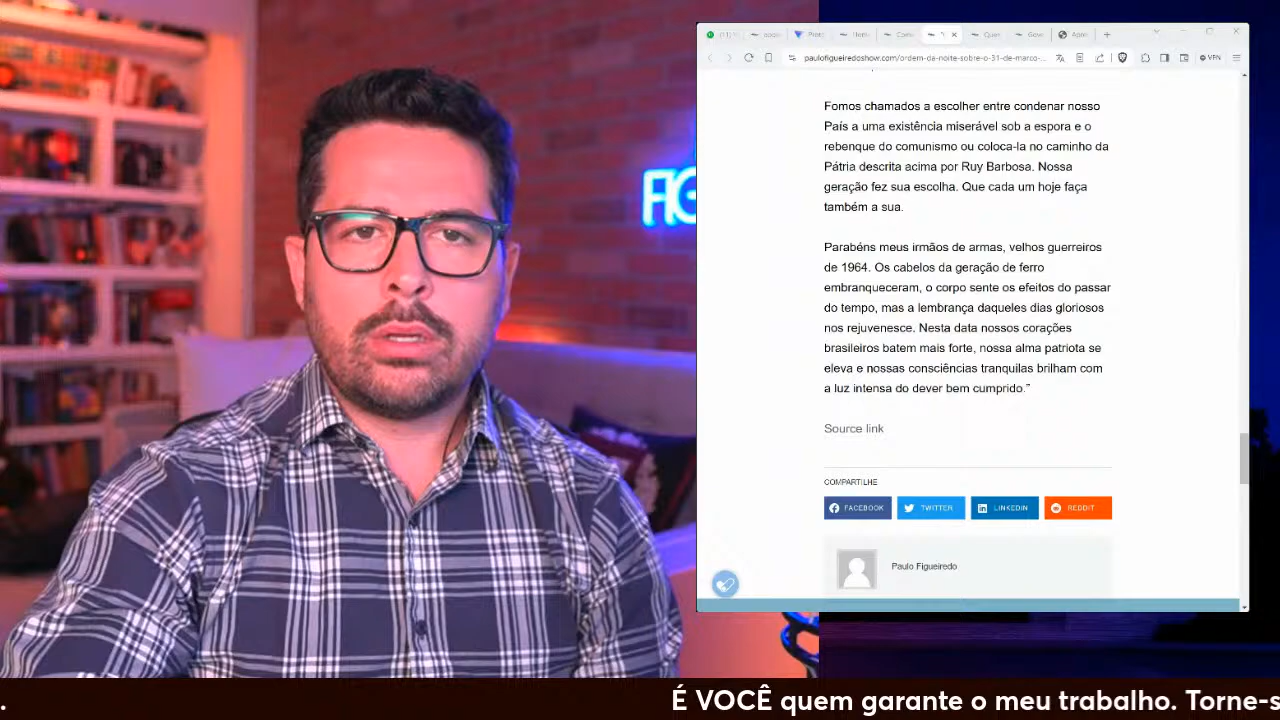 FIG
VPN
paulofigueiredoshow.com/ordem-da-noite-sobre-o-31-de-marco-...
Fomos chamados a escolher entre condenar nosso
País a uma existência miserável sob a espora e o
rebenque do comunismo ou coloca-la no caminho da
Pátria descrita acima por Ruy Barbosa. Nossa
geração fez sua escolha. Que cada um hoje faça
também a sua.
Parabéns meus irmãos de armas, velhos guerreiros
de 1964. Os cabelos da geração de ferro
embranqueceram, o corpo sente os efeitos do passar
do tempo, mas a lembrança daqueles dias gloriosos
nos rejuvenesce. Nesta data nossos corações
brasileiros batem mais forte, nossa alma patriota se
eleva e nossas consciências tranquilas brilham com
a luz intensa do dever bem cumprido.”
Source link
COMPARTILHE
FACEBOOK TWITTER LINKEDIN REDDIT
Paulo Figueiredo
. É VOCÊ quem garante o meu trabalho. Torne-s